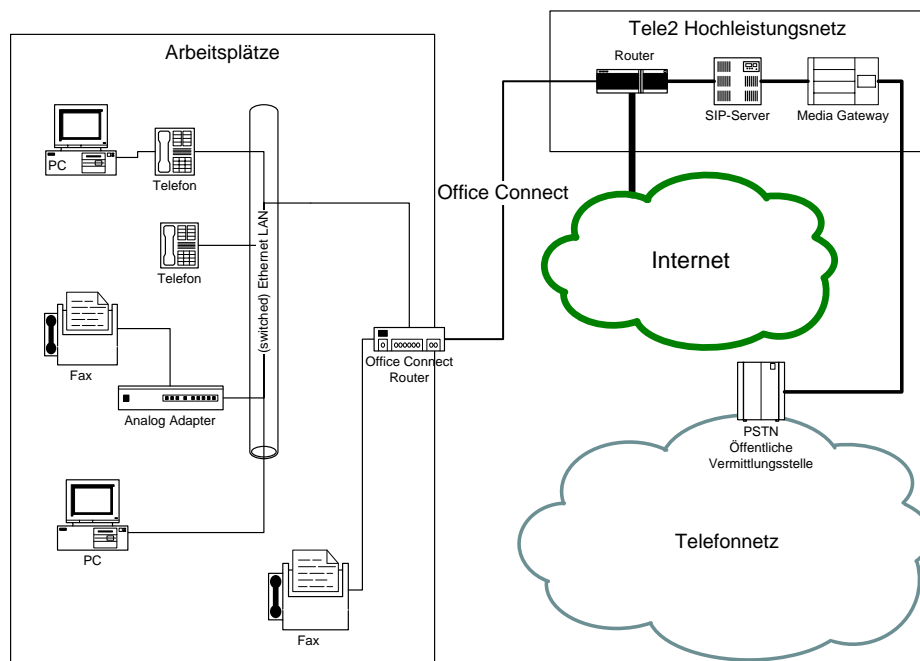 Arbeitsplätze
PC
Telefon
Telefon
Fax
Analog Adapter
PC
(switched) Ethernet LAN
Office Connect
Router
Fax
Office Connect
Tele2 Hochleistungsnetz
Router
SIP-Server
Media Gateway
Internet
PSTN
Öffentliche
Vermittlungsstelle
Telefonnetz